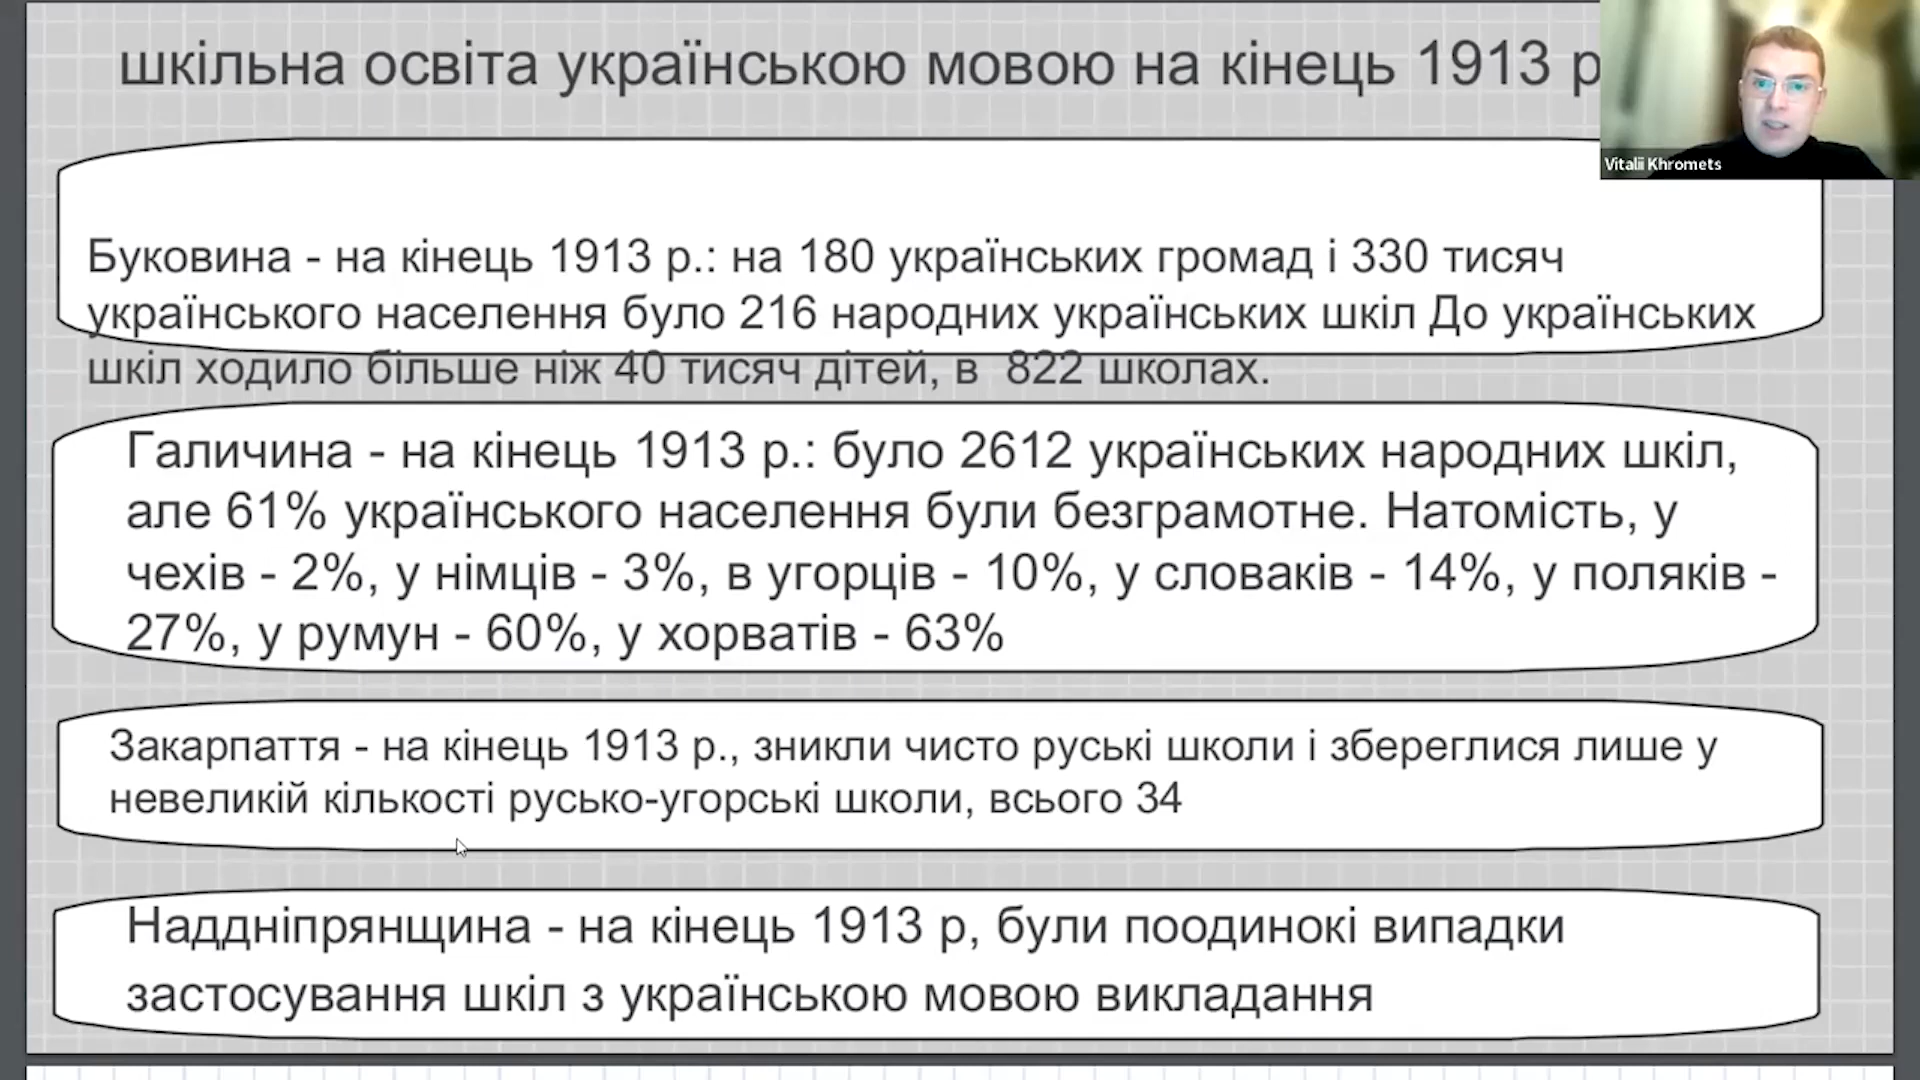 шкільна освіта українською мовою на кінець 1913 р
Vitalii Khromets
Буковина - на кінець 1913 р.: на 180 українських громад і 330 тисяч
українського населення було 216 народних українських шкіл До українських
шкіл ходило більше ніж 40 тисяч дітей, в 822 школах.
Галичина - на кінець 1913 р.: було 2612 українських народних шкіл,
але 61% українського населення були безграмотне. Натомість, у
чехів - 2%, у німців - 3%, в угорців - 10%, у словаків - 14%, у поляків -
27%, у румун - 60%, у хорватів - 63%
Закарпаття - на кінець 1913 р., зникли чисто руські школи і збереглися лише у
невеликій кількості русько-угорські школи, всього 34
Наддніпрянщина - на кінець 1913 р, були поодинокі випадки
застосування шкіл з українською мовою викладання